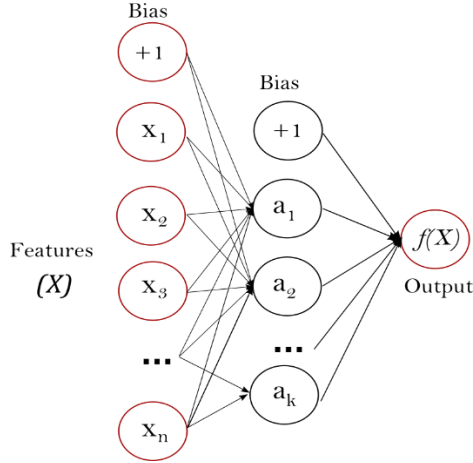 Bias
+1
x1
x2
x3
...
xn
Features
(X)
Bias
+1
a1
a2
...
ak
f(X)
Output